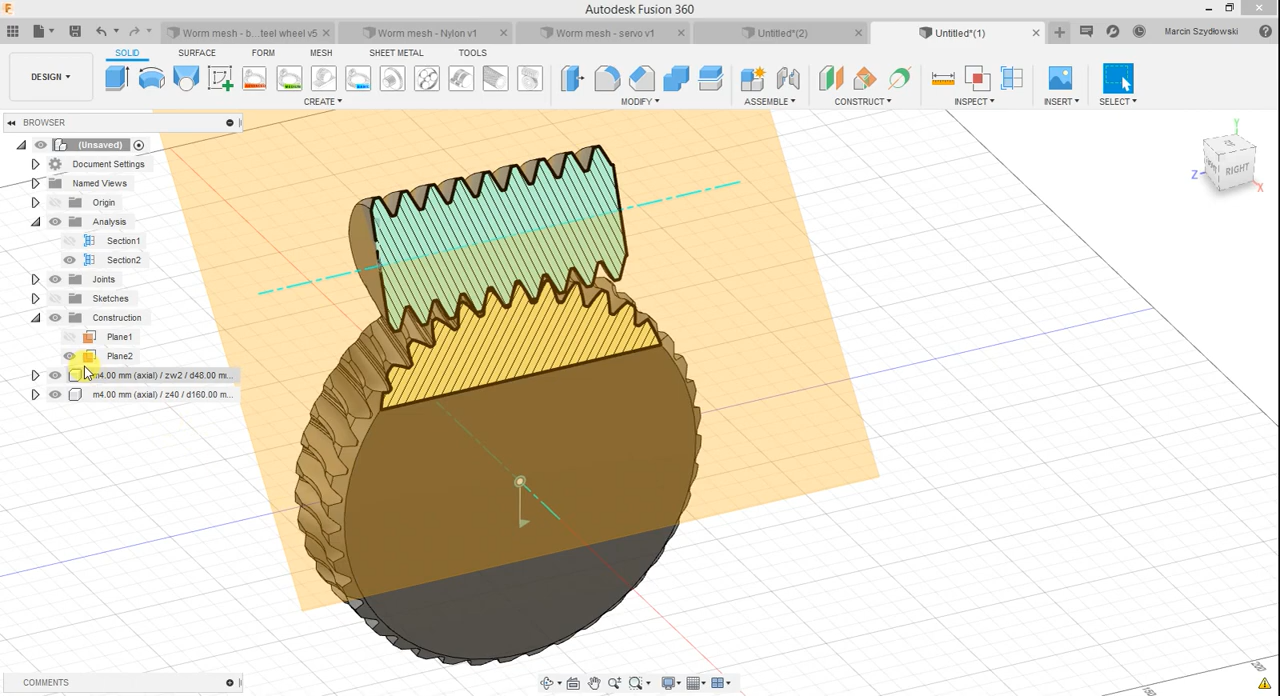 Autodesk Fusion 360
Worm mesh - b...teel wheel v5
Worm mesh - Nylon v1
Worm mesh - servo v1
Untitled*(2)
Untitled*(1)
Marcin Szydłowski
SOLID SURFACE FORM MESH SHEET METAL TOOLS
DESIGN
CREATE MODIFY ASSEMBLE CONSTRUCT INSPECT INSERT SELECT
BROWSER
(Unsaved)
Document Settings
Named Views
Origin
Analysis
Section1
Section2
Joints
Sketches
Construction
Plane1
Plane2
m4.00 mm (axial) / zw2 / d48.00 m...
m4.00 mm (axial) / z40 / d160.00 m...
Y
RIGHT
Z
X
COMMENTS